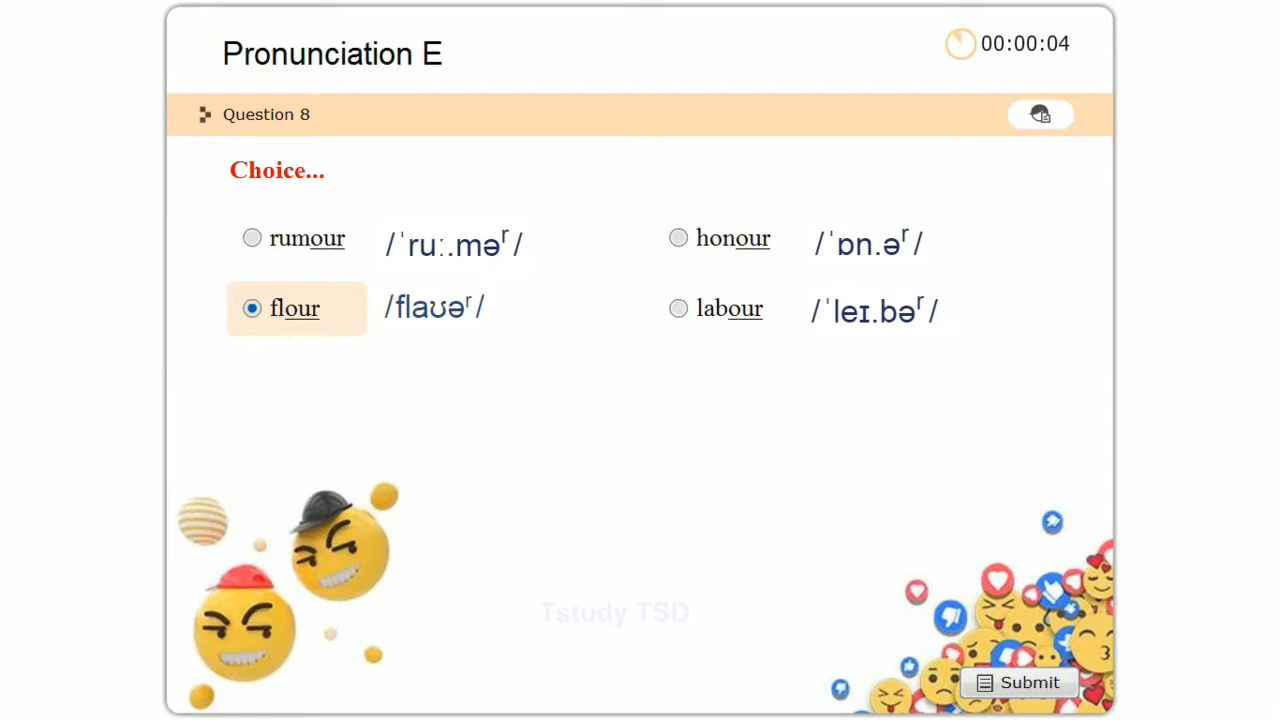 Pronunciation E
00:00:04
Question 8
Choice...
rumour /ˈruː.məʳ/ honour /ˈɒn.əʳ/
flour /flaʊəʳ/ labour /ˈleɪ.bəʳ/
Tstudy TSD
Submit